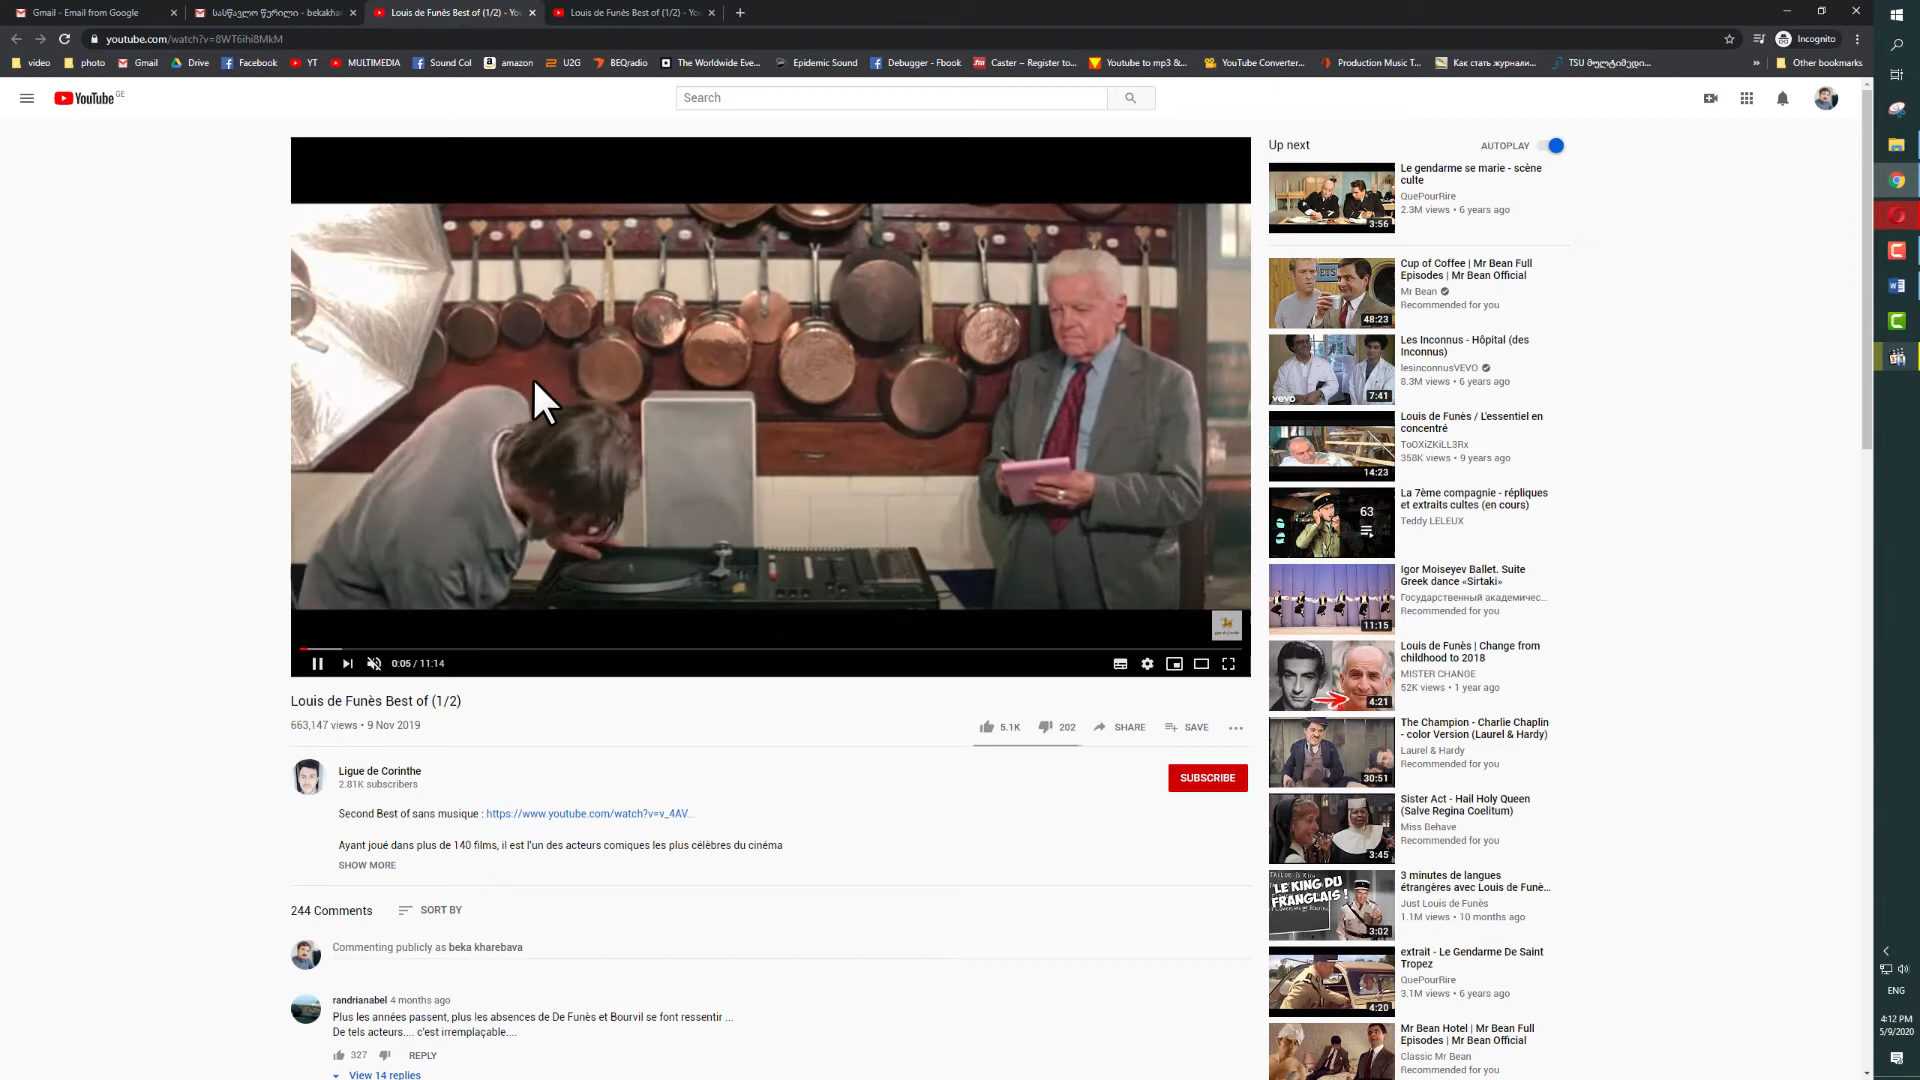 Gmail - Email from Google
სასწავლო წერილი - bekakhar
Louis de Funès Best of (1/2) - Yo
Louis de Funès Best of (1/2) - Yo
youtube.com/watch?v=8WT6ihi8MkM
Incognito
video
photo
Gmail
Drive
Facebook
YT
MULTIMEDIA
Sound Col
amazon
U2G
BEQradio
The Worldwide Eve...
Epidemic Sound
Debugger - Fbook
Caster – Register to...
Youtube to mp3 &...
YouTube Converter...
Production Music T...
Как стать журнали...
TSU მულტიმედი...
Other bookmarks
YouTube GE
Search
Up next
AUTOPLAY
Le gendarme se marie - scène
culte
QuePourRire
2.3M views • 6 years ago
3:56
Cup of Coffee | Mr Bean Full
Episodes | Mr Bean Official
Mr Bean
Recommended for you
48:23
Les Inconnus - Hôpital (des
Inconnus)
lesinconnusVEVO
8.3M views • 6 years ago
vevo
7:41
Louis de Funès / L'essentiel en
concentré
ToOXiZKiLL3Rx
358K views • 9 years ago
14:23
La 7ème compagnie - répliques
et extraits cultes (en cours)
Teddy LELEUX
63
Igor Moiseyev Ballet. Suite
Greek dance «Sirtaki»
Государственный академичес...
Recommended for you
11:15
Louis de Funès | Change from
childhood to 2018
MISTER CHANGE
52K views • 1 year ago
4:21
The Champion - Charlie Chaplin
- color Version (Laurel & Hardy)
Laurel & Hardy
Recommended for you
30:51
Sister Act - Hail Holy Queen
(Salve Regina Coelitum)
Miss Behave
Recommended for you
3:45
3 minutes de langues
étrangères avec Louis de Funè...
Just Louis de Funès
1.1M views • 10 months ago
LE KING DU
FRANGLAIS !
3:02
extrait - Le Gendarme De Saint
Tropez
QuePourRire
3.1M views • 6 years ago
4:20
Mr Bean Hotel | Mr Bean Full
Episodes | Mr Bean Official
Classic Mr Bean
Recommended for you
0:05 / 11:14
Louis de Funès Best of (1/2)
663,147 views • 9 Nov 2019
5.1K
202
SHARE
SAVE
Ligue de Corinthe
2.81K subscribers
SUBSCRIBE
Second Best of sans musique : https://www.youtube.com/watch?v=v_4AV...
Ayant joué dans plus de 140 films, il est l'un des acteurs comiques les plus célèbres du cinéma
SHOW MORE
244 Comments
SORT BY
Commenting publicly as beka kharebava
randrianabel 4 months ago
Plus les années passent, plus les absences de De Funès et Bourvil se font ressentir ...
De tels acteurs.... c'est irremplaçable....
327
REPLY
View 14 replies
ENG
4:12 PM
5/9/2020